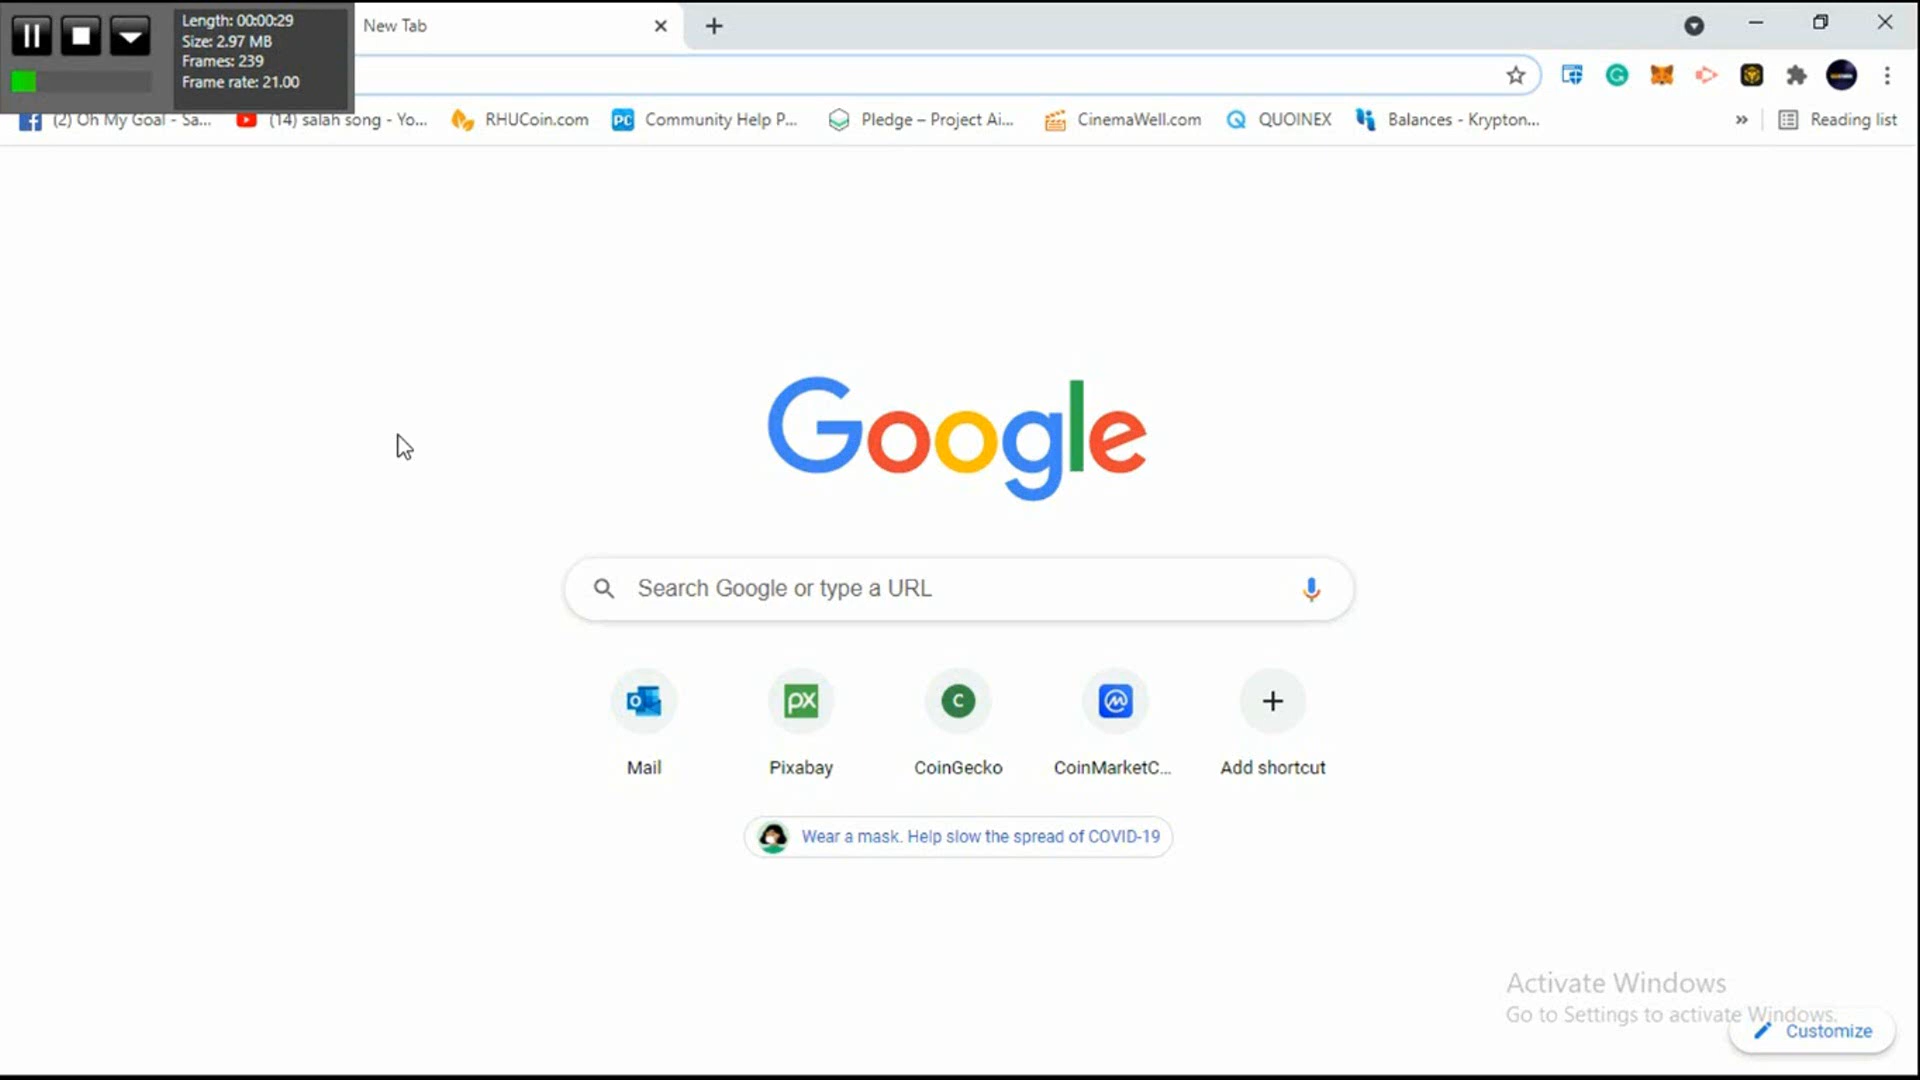 Length: 00:00:29
Size: 2.97 MB
Frames: 239
Frame rate: 21.00
New Tab
(2) Oh My Goal - Sa...
(14) salah song - Yo...
RHUCoin.com
PC
Community Help P...
Pledge – Project Ai...
CinemaWell.com
QUOINEX
Balances - Krypton...
»
Reading list
Google
Search Google or type a URL
px
C
Mail
Pixabay
CoinGecko
CoinMarketC...
Add shortcut
Wear a mask. Help slow the spread of COVID-19
Activate Windows
Go to Settings to activate Windows.
Customize